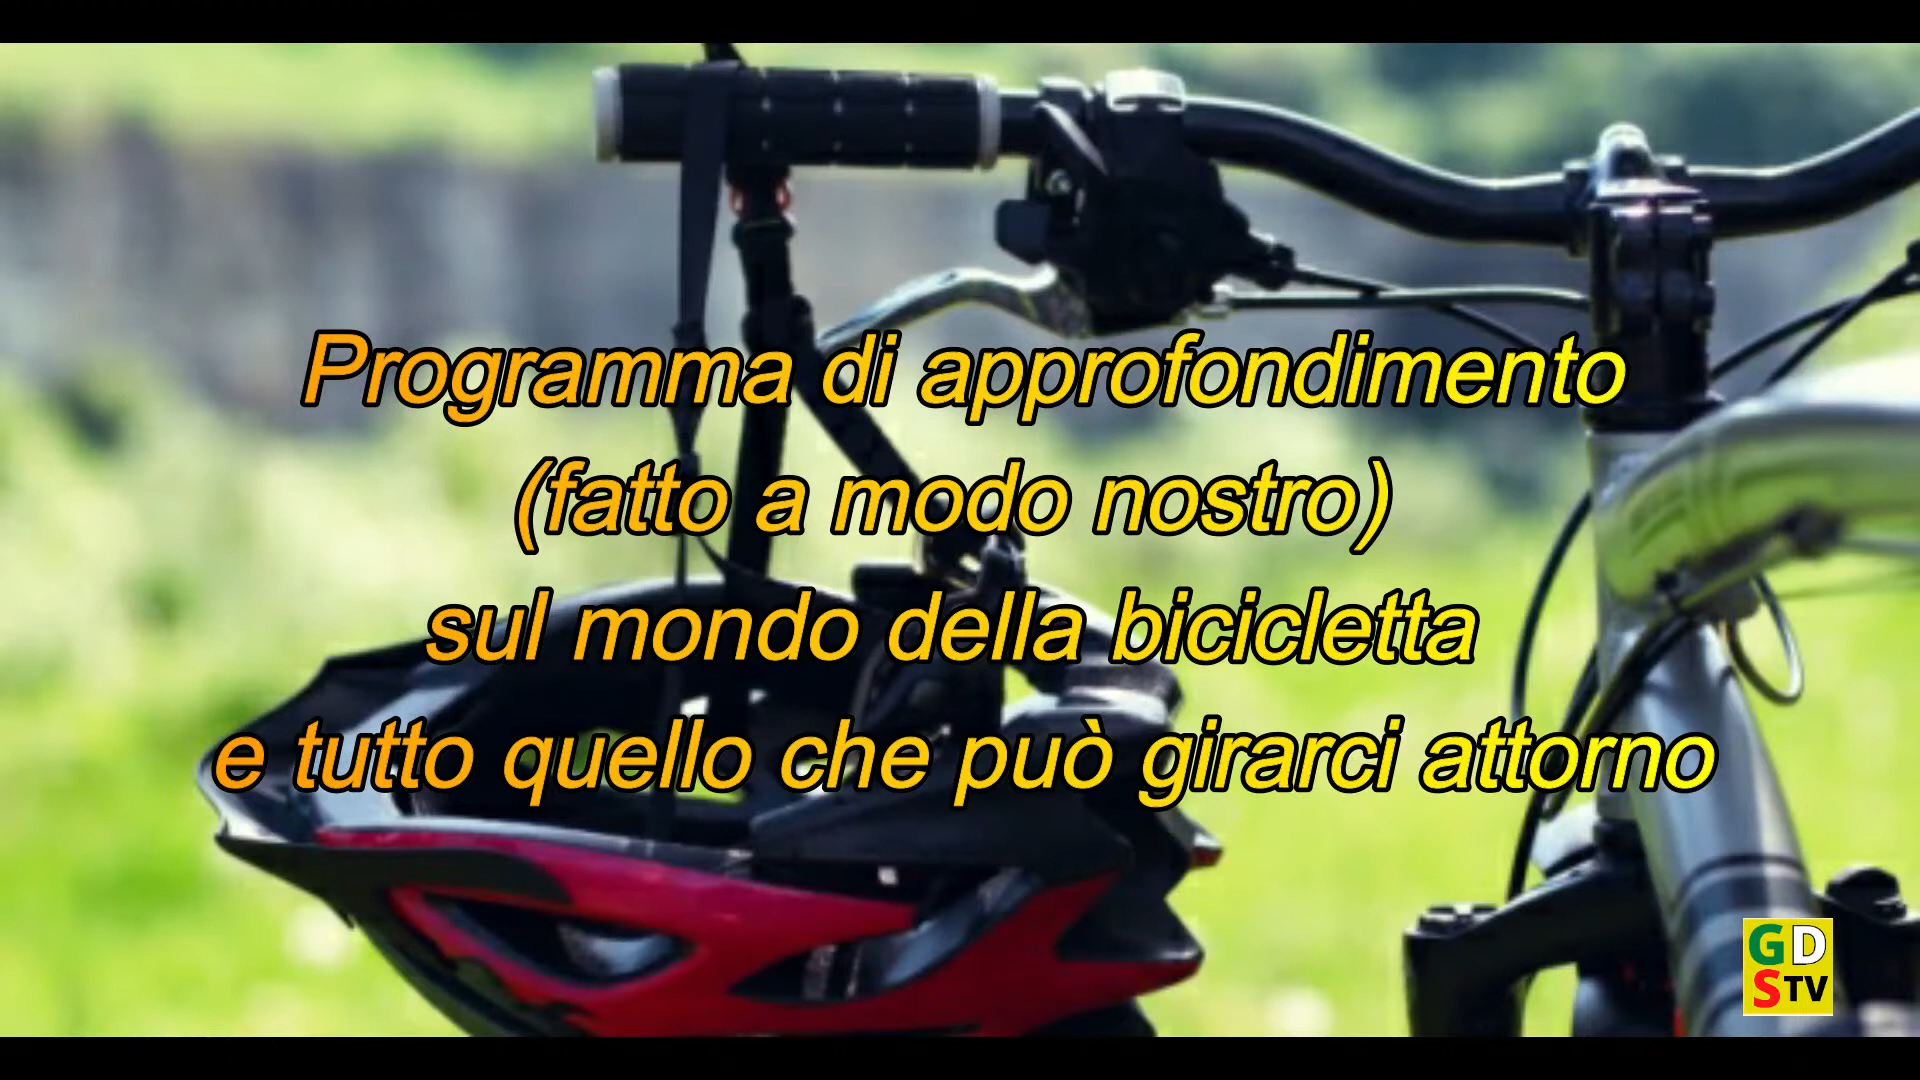 Programma di approfondimento
(fatto a modo nostro)
sul mondo della bicicletta
e tutto quello che può girarci attorno
GD
STV